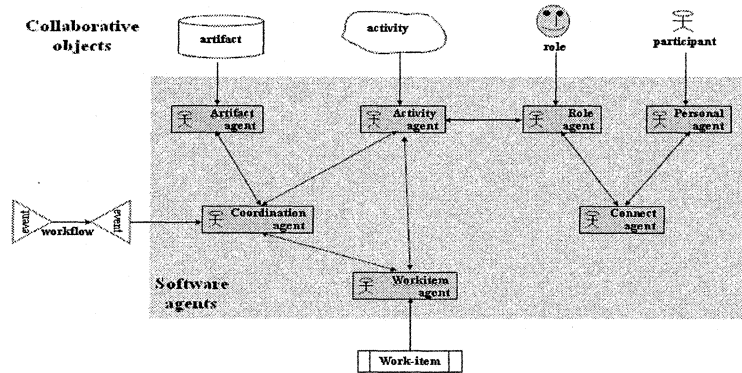 Collaborative
objects
artifact
activity
role
participant
Artifact
agent
Activity
agent
Role
agent
Personal
agent
event
workflow
event
Coordination
agent
Connect
agent
Software
agents
Workitem
agent
Work-item